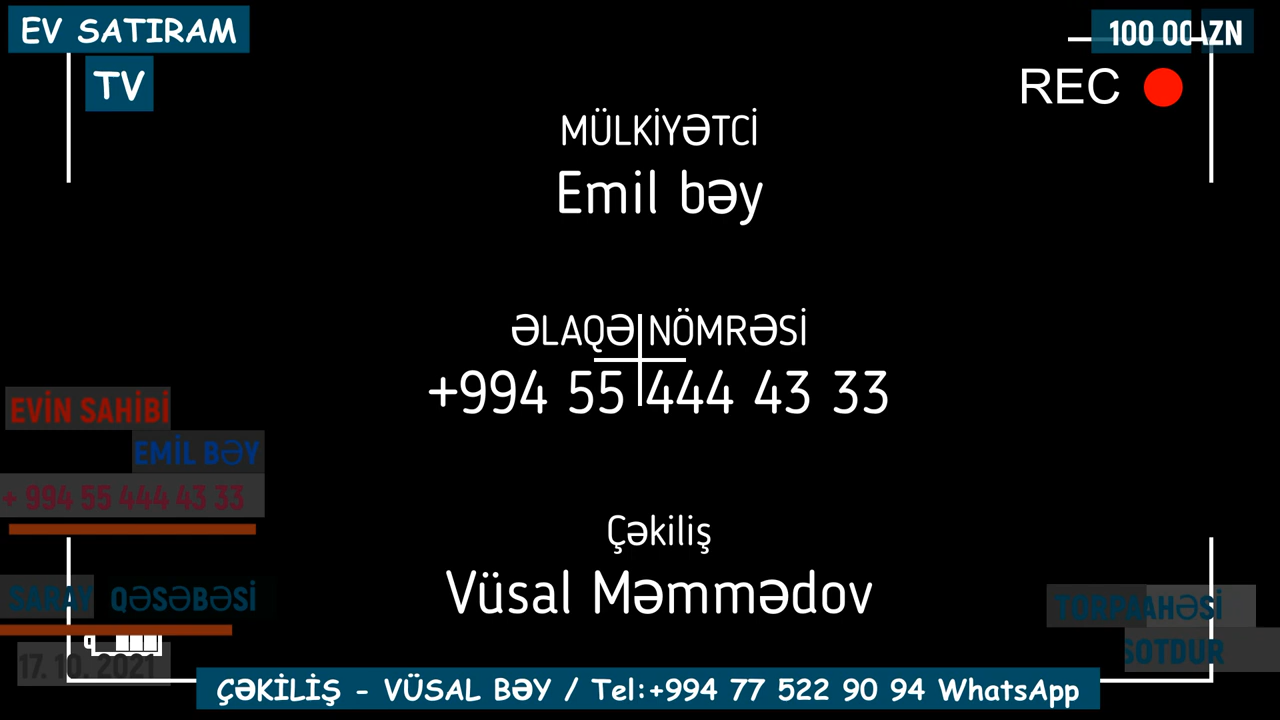 EV SATIRAM
TV
100 00 AZN
REC
MÜLKİYƏTCİ
Emil bəy
ƏLAQƏ NÖMRƏSİ
+994 55 444 43 33
EVİN SAHİBİ
EMİL BƏY
+ 994 55 444 43 33
Çəkiliş
Vüsal Məmmədov
SARAY QƏSƏBƏSİ
17. 10. 2021
SOTDUR
ÇƏKİLİŞ - VÜSAL BƏY / Tel:+994 77 522 90 94 WhatsApp